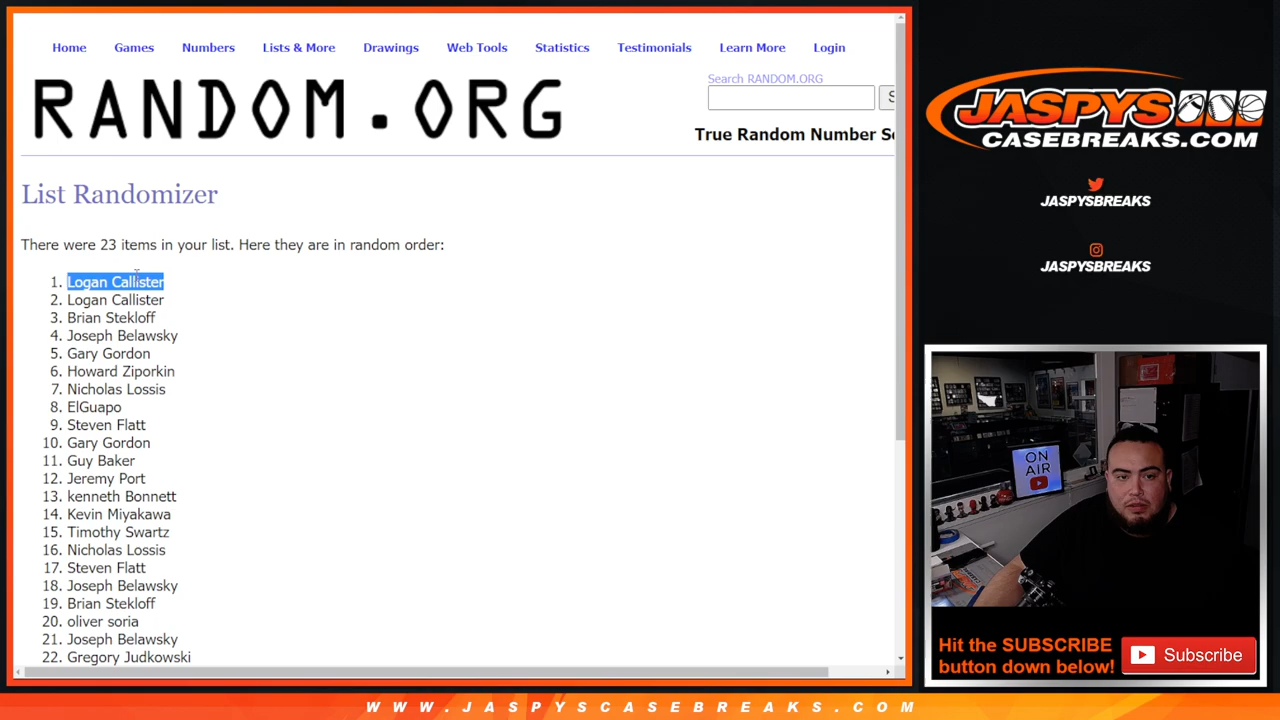 Home Games Numbers Lists & More Drawings Web Tools Statistics Testimonials Learn More Login
RANDOM.ORG
Search RANDOM.ORG
S
True Random Number Se
List Randomizer
There were 23 items in your list. Here they are in random order:
1. Logan Callister
2. Logan Callister
3. Brian Stekloff
4. Joseph Belawsky
5. Gary Gordon
6. Howard Ziporkin
7. Nicholas Lossis
8. ElGuapo
9. Steven Flatt
10. Gary Gordon
11. Guy Baker
12. Jeremy Port
13. kenneth Bonnett
14. Kevin Miyakawa
15. Timothy Swartz
16. Nicholas Lossis
17. Steven Flatt
18. Joseph Belawsky
19. Brian Stekloff
20. oliver soria
21. Joseph Belawsky
22. Gregory Judkowski
JASPYS
CASEBREAKS.COM
JASPYSBREAKS
JASPYSBREAKS
ON
AIR
Hit the SUBSCRIBE
button down below!
Subscribe
WWW.JASPYSCASEBREAKS.COM